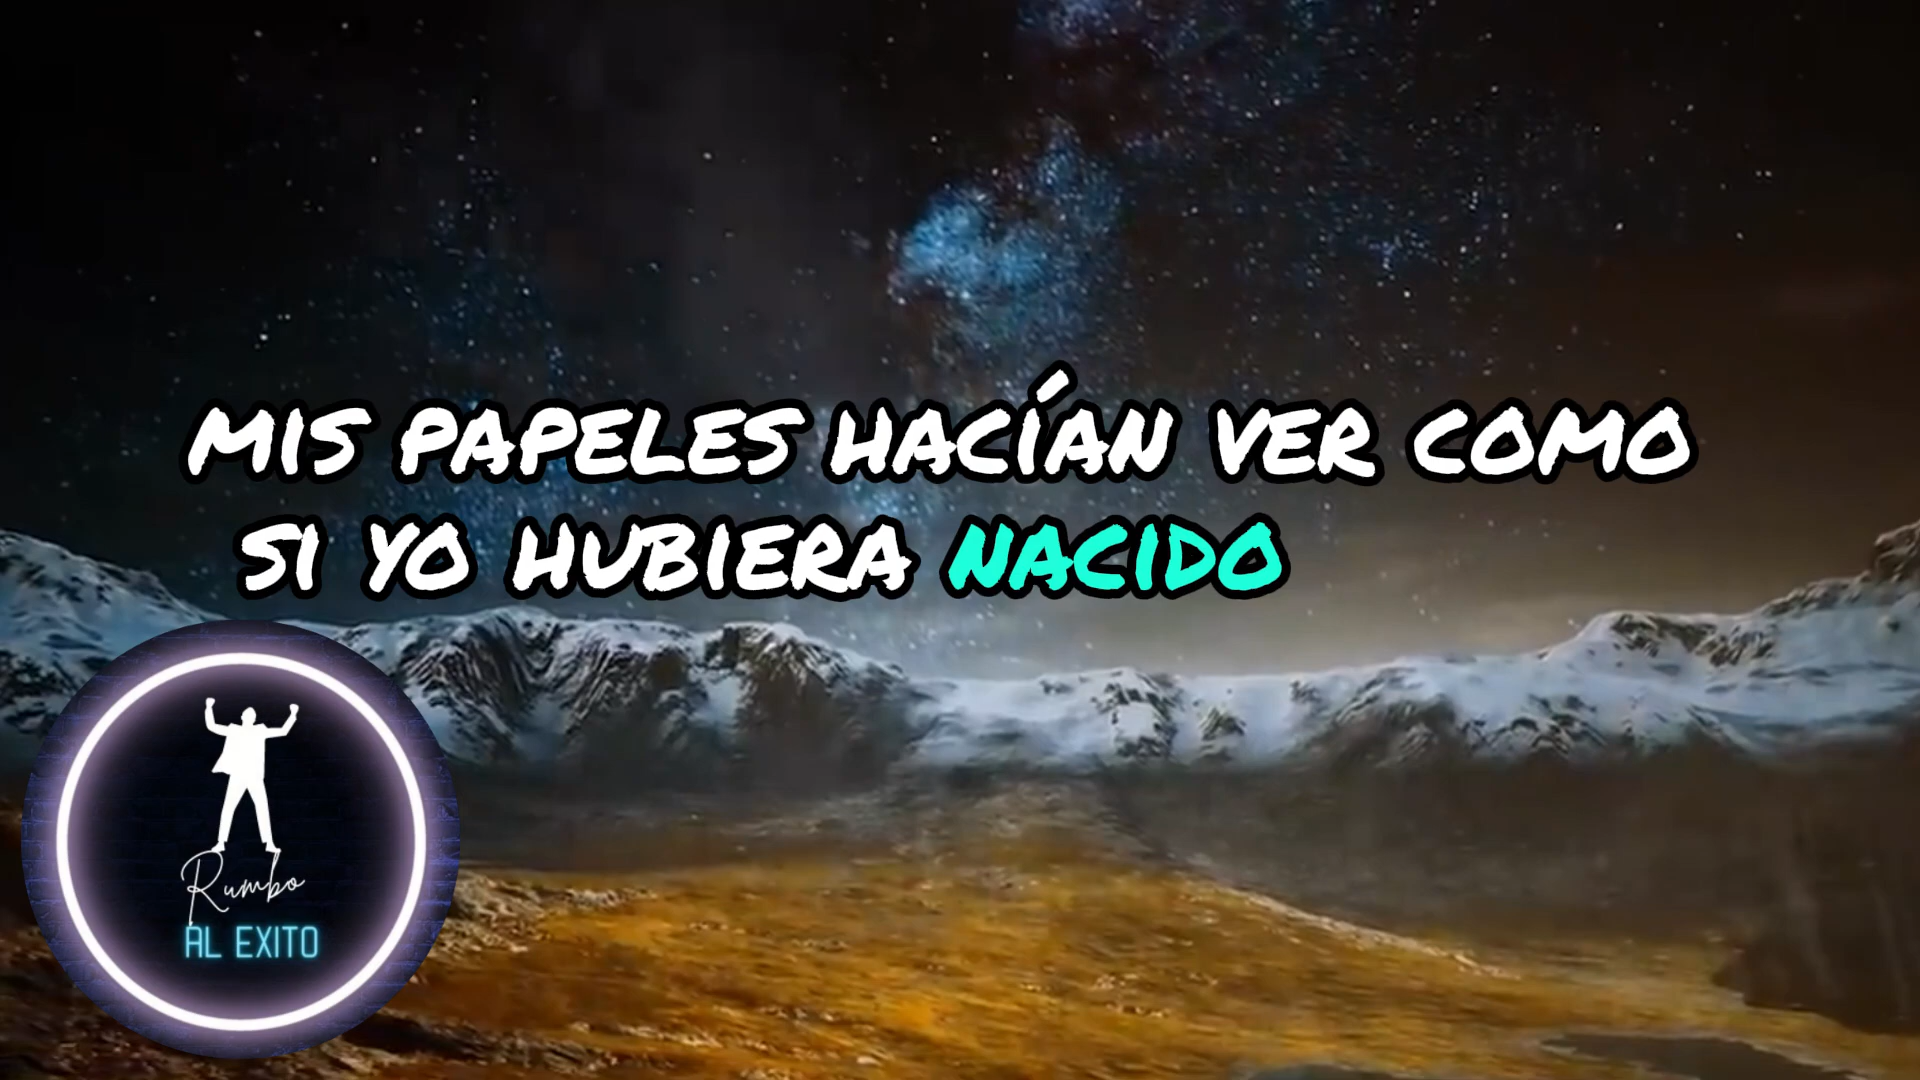 MIS PAPELES HACÍAN VER COMO
SI YO HUBIERA NACIDO
Rumbo
AL EXITO